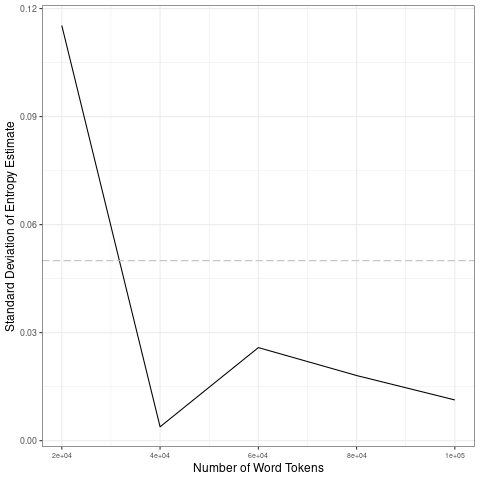 0.12
0.09
0.06
0.03
0.00
Standard Deviation of Entropy Estimate
2e+04 4e+04 6e+04 8e+04 1e+05
Number of Word Tokens